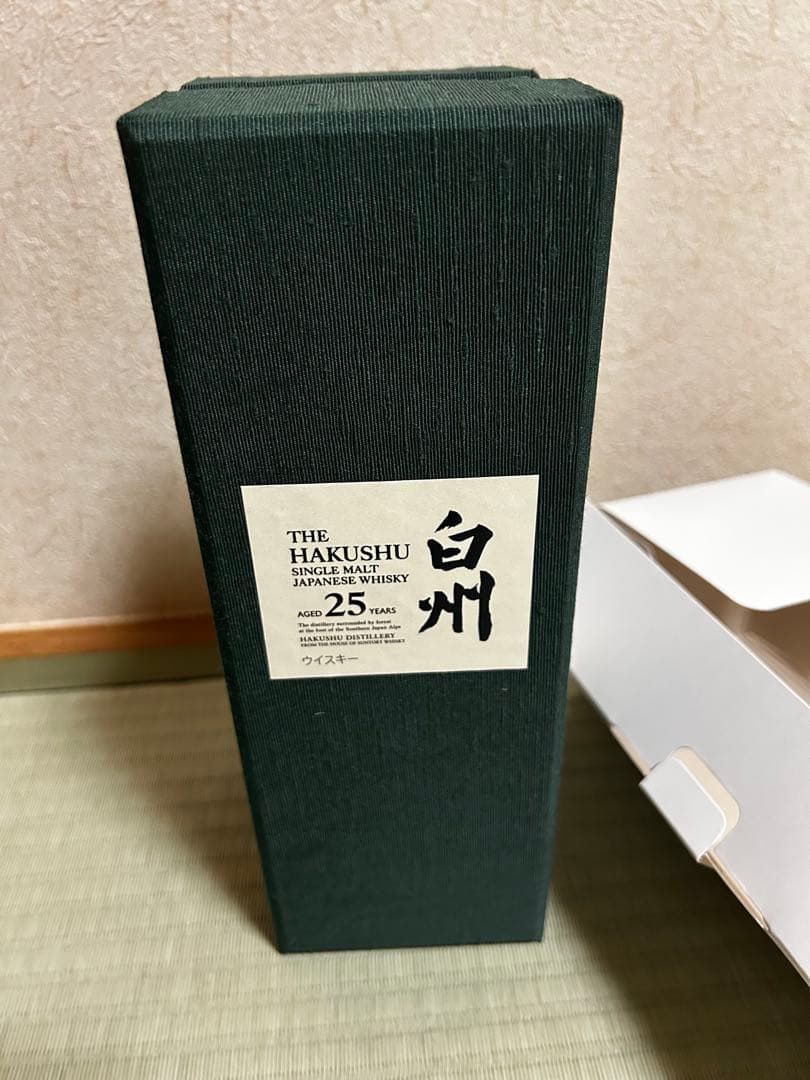 THE
HAKUSHU
SINGLE MALT
JAPANESE WHISKY
AGED 25 YEARS
The distillery surrounded by forest
at the foot of the Southern Japan Alps
HAKUSHU DISTILLERY
FROM THE HOUSE OF SUNTORY WHISKY
ウイスキー
白州